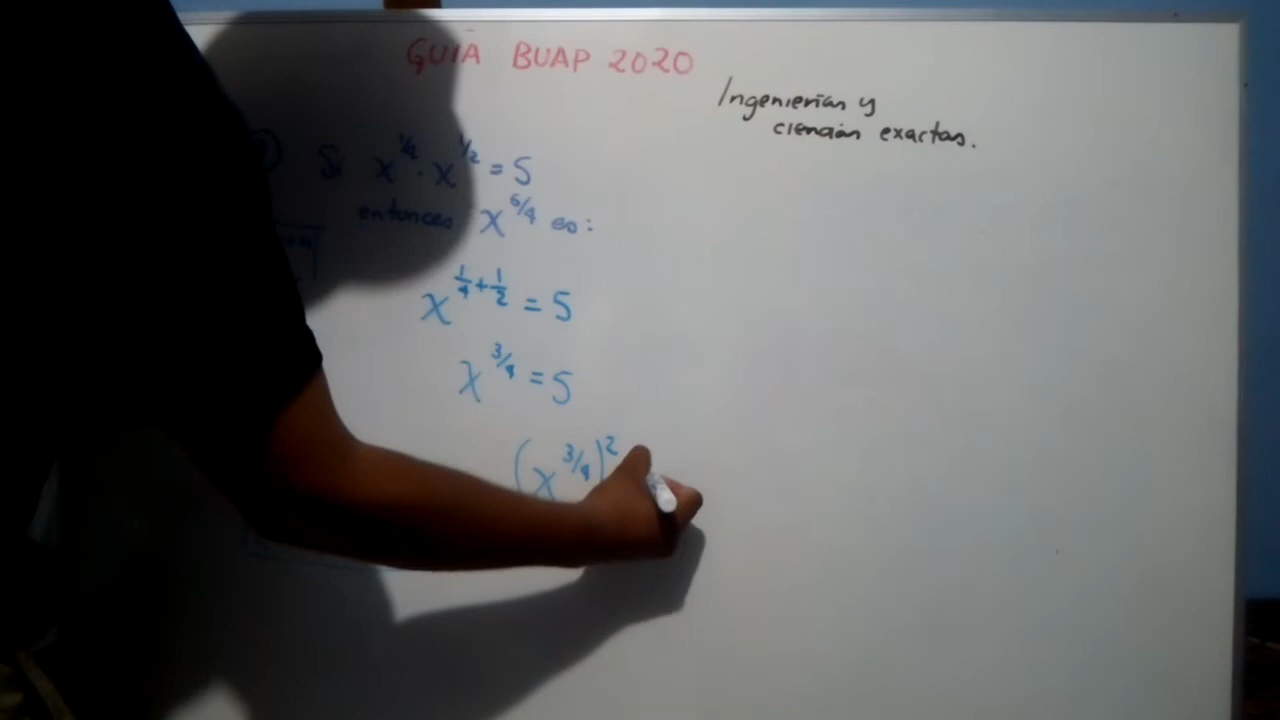 GUIA BUAP 2020
Ingenierías y
ciencias exactas.
Si x^1/4 · x^1/2 = 5
entonces x^6/4 es:
x^(1/4 + 1/2) = 5
x^3/4 = 5
(x^3/4)^2